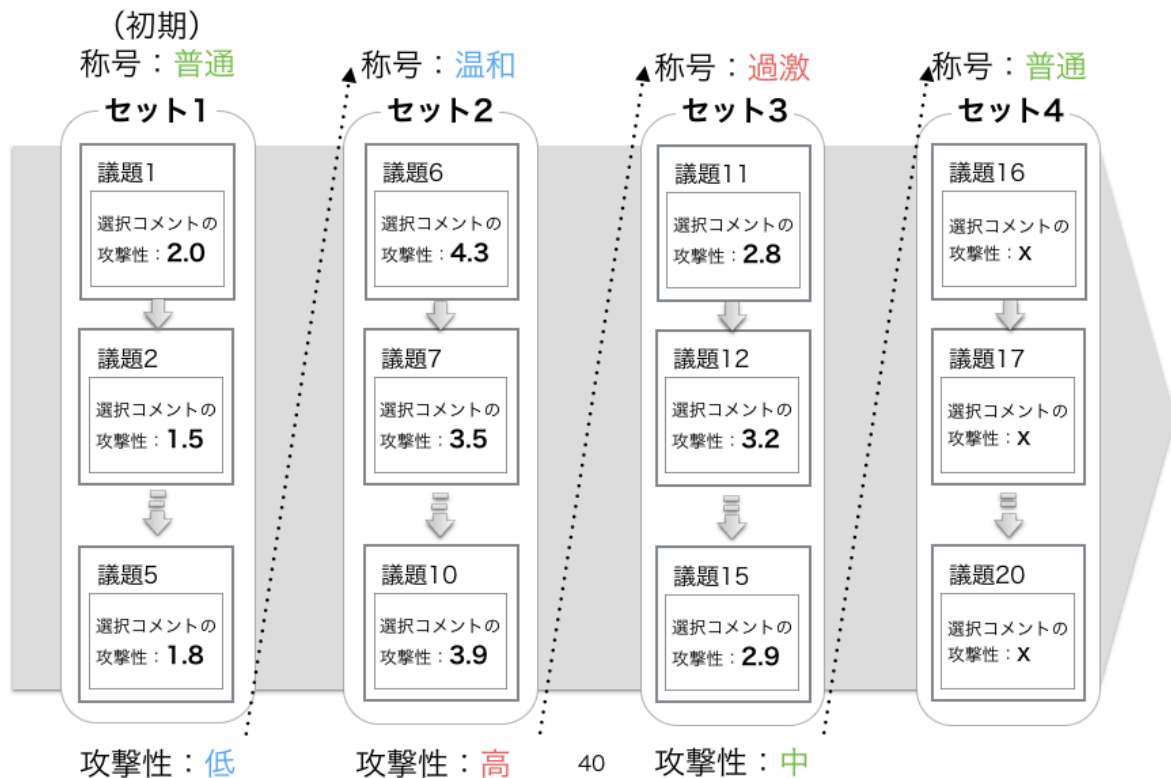 (初期)
称号：普通
セット1
議題1
選択コメントの
攻撃性：2.0
議題2
選択コメントの
攻撃性：1.5
議題5
選択コメントの
攻撃性：1.8
攻撃性：低
称号：温和
セット2
議題6
選択コメントの
攻撃性：4.3
議題7
選択コメントの
攻撃性：3.5
議題10
選択コメントの
攻撃性：3.9
攻撃性：高
称号：過激
セット3
議題11
選択コメントの
攻撃性：2.8
議題12
選択コメントの
攻撃性：3.2
議題15
選択コメントの
攻撃性：2.9
攻撃性：中
称号：普通
セット4
議題16
選択コメントの
攻撃性：x
議題17
選択コメントの
攻撃性：x
議題20
選択コメントの
攻撃性：x
40